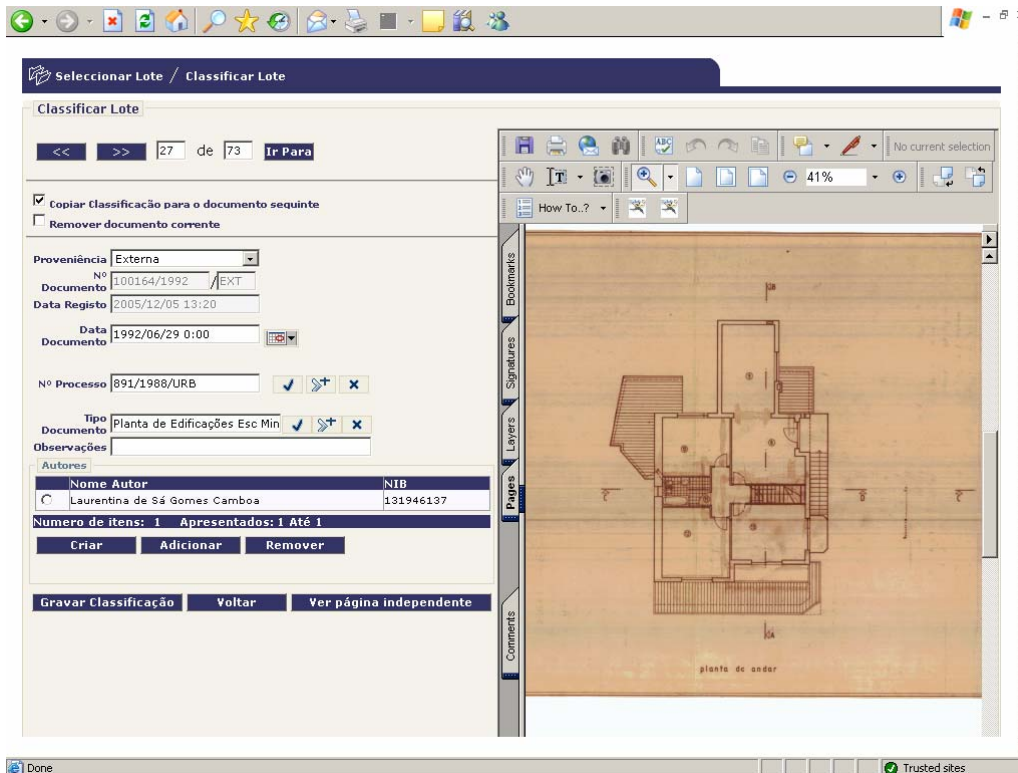 Seleccionar Lote / Classificar Lote
Classificar Lote
<< >> 27 de 73 Ir Para
Copiar Classificação para o documento seguinte
Remover documento corrente
Proveniência Externa
Nº Documento 100164/1992 / EXT
Data Registo 2005/12/05 13:20
Data Documento 1992/06/29 0:00
Nº Processo 891/1988/URB
Tipo Documento Planta de Edificações Esc Min
Observações
Autores
Nome Autor NIB
Laurentina de Sá Gomes Camboa 131946137
Numero de itens: 1 Apresentados: 1 Até 1
Criar Adicionar Remover
Gravar Classificação Voltar Ver página independente
No current selection
41%
How To..?
Bookmarks
Signatures
Layers
Pages
Comments
planta do andar
Done
Trusted sites